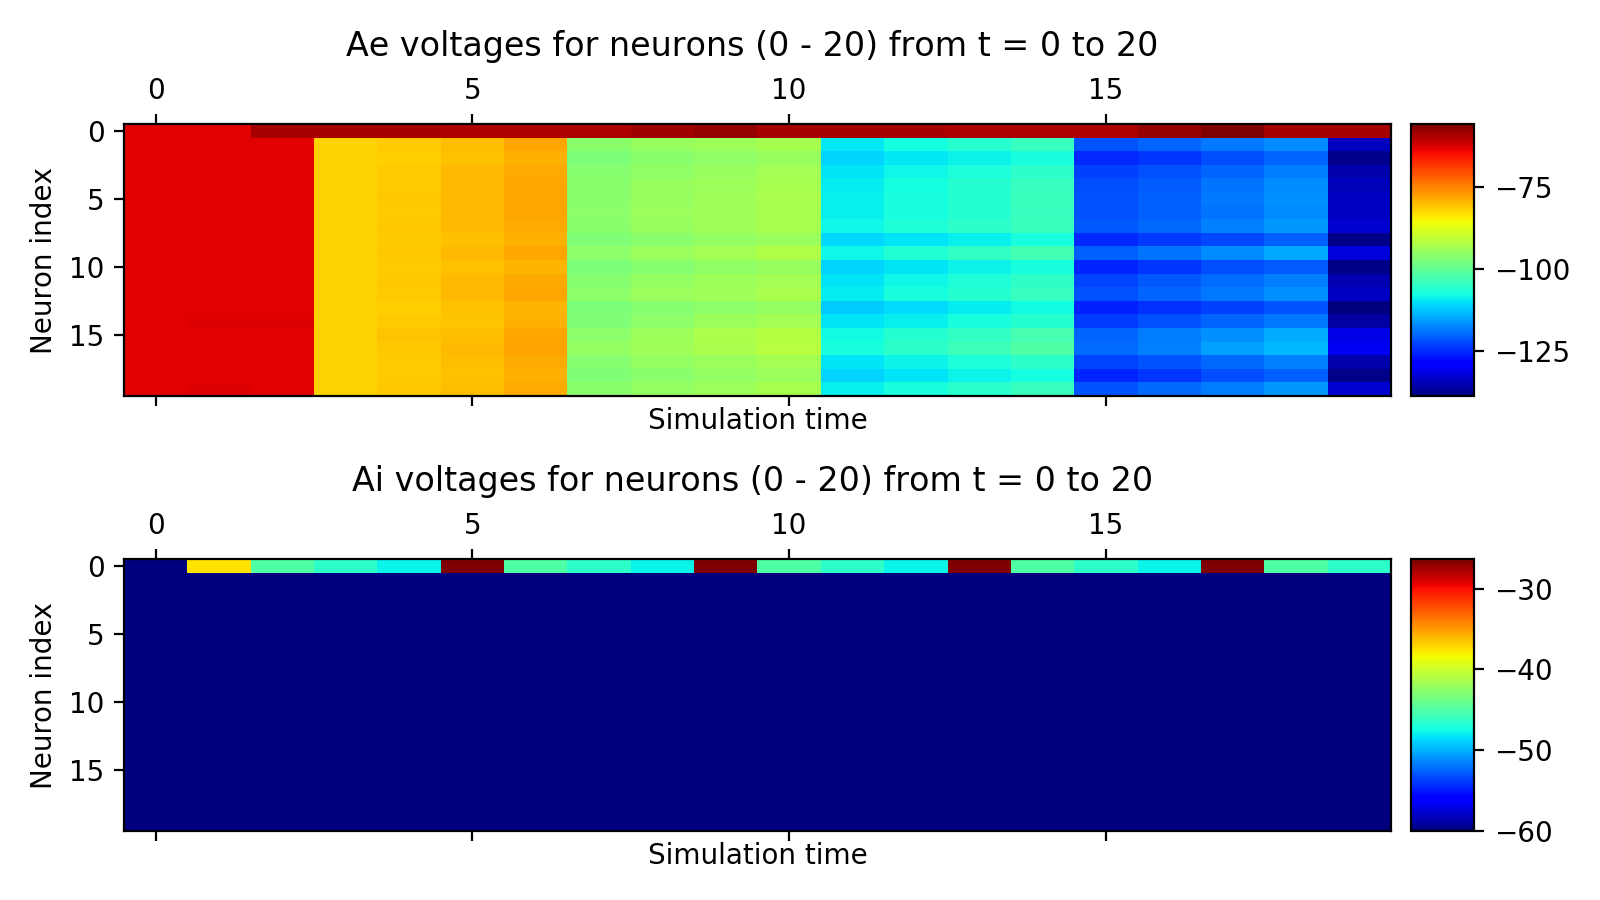 Ae voltages for neurons (0 - 20) from t = 0 to 20
0 5 10 15
Neuron index
0
5
10
15
Simulation time
−75
−100
−125
Ai voltages for neurons (0 - 20) from t = 0 to 20
0 5 10 15
Neuron index
0
5
10
15
Simulation time
−30
−40
−50
−60